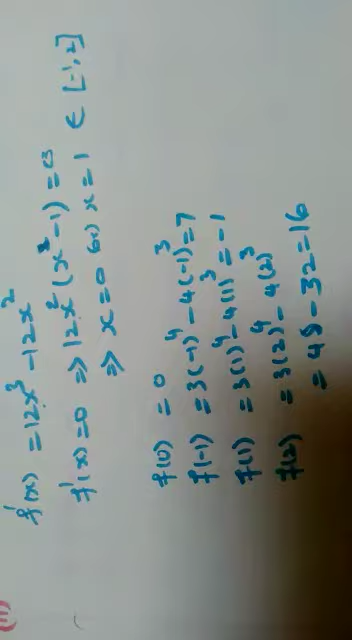 f'(x) = 12x³ - 12x²
f'(x) = 0 ⇒ 12x²(x - 1) = 0
⇒ x = 0 (or) x = 1 ∈ [-1, 2]
f(0) = 0
f(-1) = 3(-1)⁴ - 4(-1)³ = 7
f(1) = 3(1)⁴ - 4(1)³ = -1
f(2) = 3(2)⁴ - 4(2)³
= 48 - 32 = 16